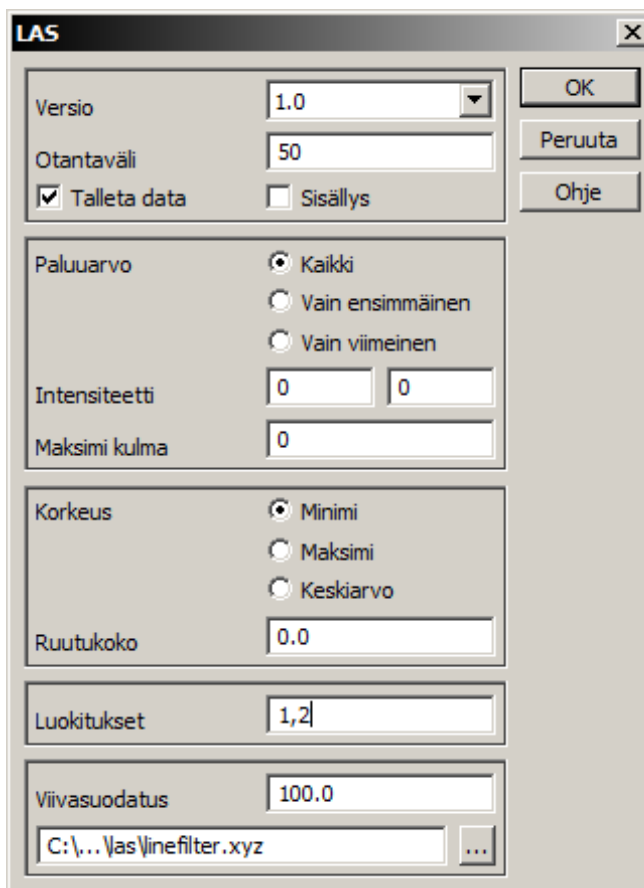 LAS
Versio 1.0
OK
Otantaväli 50
Peruuta
Talleta data Sisällys
Ohje
Paluuarvo Kaikki
Vain ensimmäinen
Vain viimeinen
Intensiteetti 0 0
Maksimi kulma 0
Korkeus Minimi
Maksimi
Keskiarvo
Ruutukoko 0.0
Luokitukset 1,2
Viivasuodatus 100.0
C:\...\las\linefilter.xyz ...